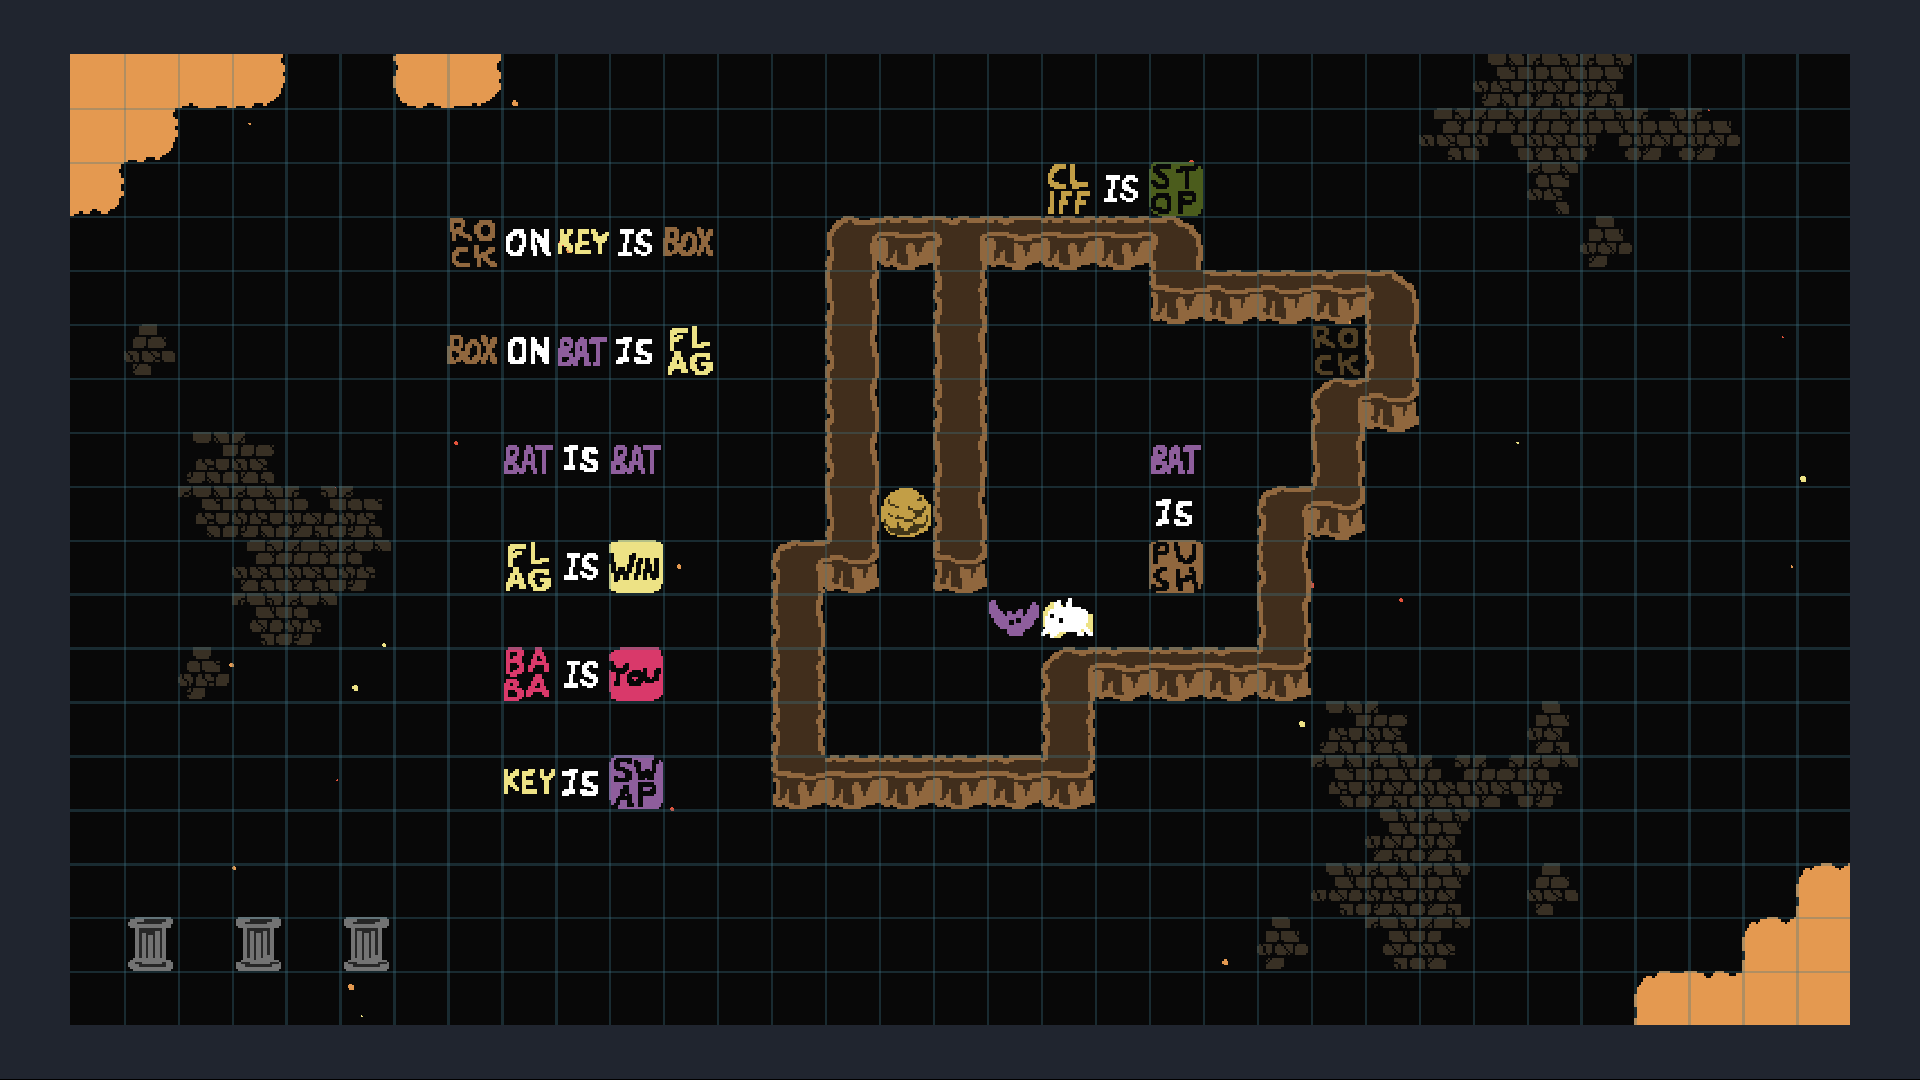 CLIFF IS STOP
ROCK ON KEY IS BOX
BOX ON BAT IS FLAG
ROCK
BAT IS BAT
BAT
IS
PUSH
FLAG IS WIN
BABA IS YOU
KEY IS SWAP